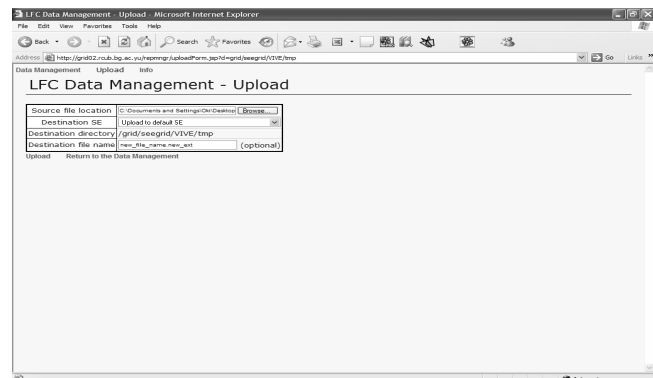 LFC Data Management - Upload - Microsoft Internet Explorer
File Edit View Favorites Tools Help
Back Search Favorites
Address http://grid02.rcub.bg.ac.yu/repmngr/uploadForm.jsp?d=grid/seegrid/VIVE/tmp Go Links »
Data Management Upload Info
LFC Data Management - Upload
Source file location C:\Documents and Settings\Oki\Desktop Browse...
Destination SE Upload to default SE
Destination directory /grid/seegrid/VIVE/tmp
Destination file name new_file_name.new_ext (optional)
Upload Return to the Data Management